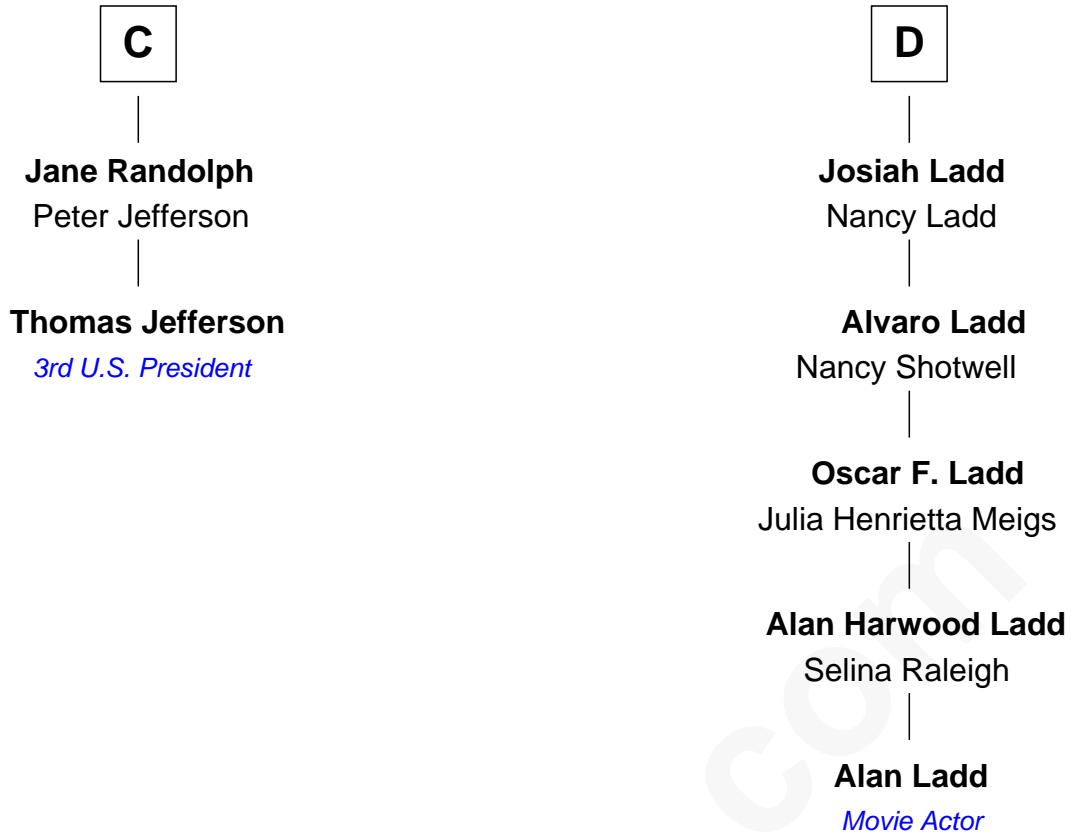 C
Jane Randolph
Peter Jefferson
Thomas Jefferson
3rd U.S. President
D
Josiah Ladd
Nancy Ladd
Alvaro Ladd
Nancy Shotwell
Oscar F. Ladd
Julia Henrietta Meigs
Alan Harwood Ladd
Selina Raleigh
Alan Ladd
Movie Actor
com